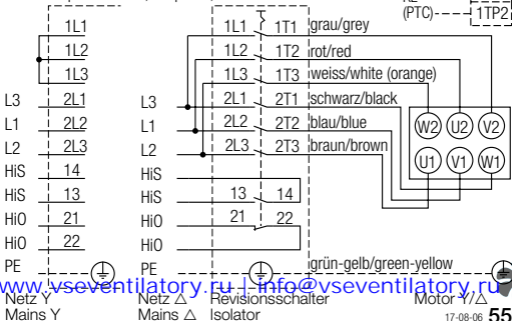 (PTC) 1TP2
1L1 1L1 1T1 grau/grey
1L2 1L2 1T2 rot/red
1L3 1L3 1T3 weiss/white (orange)
L3 2L1 L3 2L1 2T1 schwarz/black
L1 2L2 L1 2L2 2T2 blau/blue
L2 2L3 L2 2L3 2T3 braun/brown
W2 U2 V2
U1 V1 W1
HiS 14 HiS
HiS 13 HiS 13 14
HiO 21 HiO 21 22
HiO 22 HiO
PE PE grün-gelb/green-yellow
www.vseventilatory.ru | info@vseventilatory.ru
Netz Y Netz △ Revisionsschalter Motor Y/△
Mains Y Mains △ Isolator 17-08-06 55